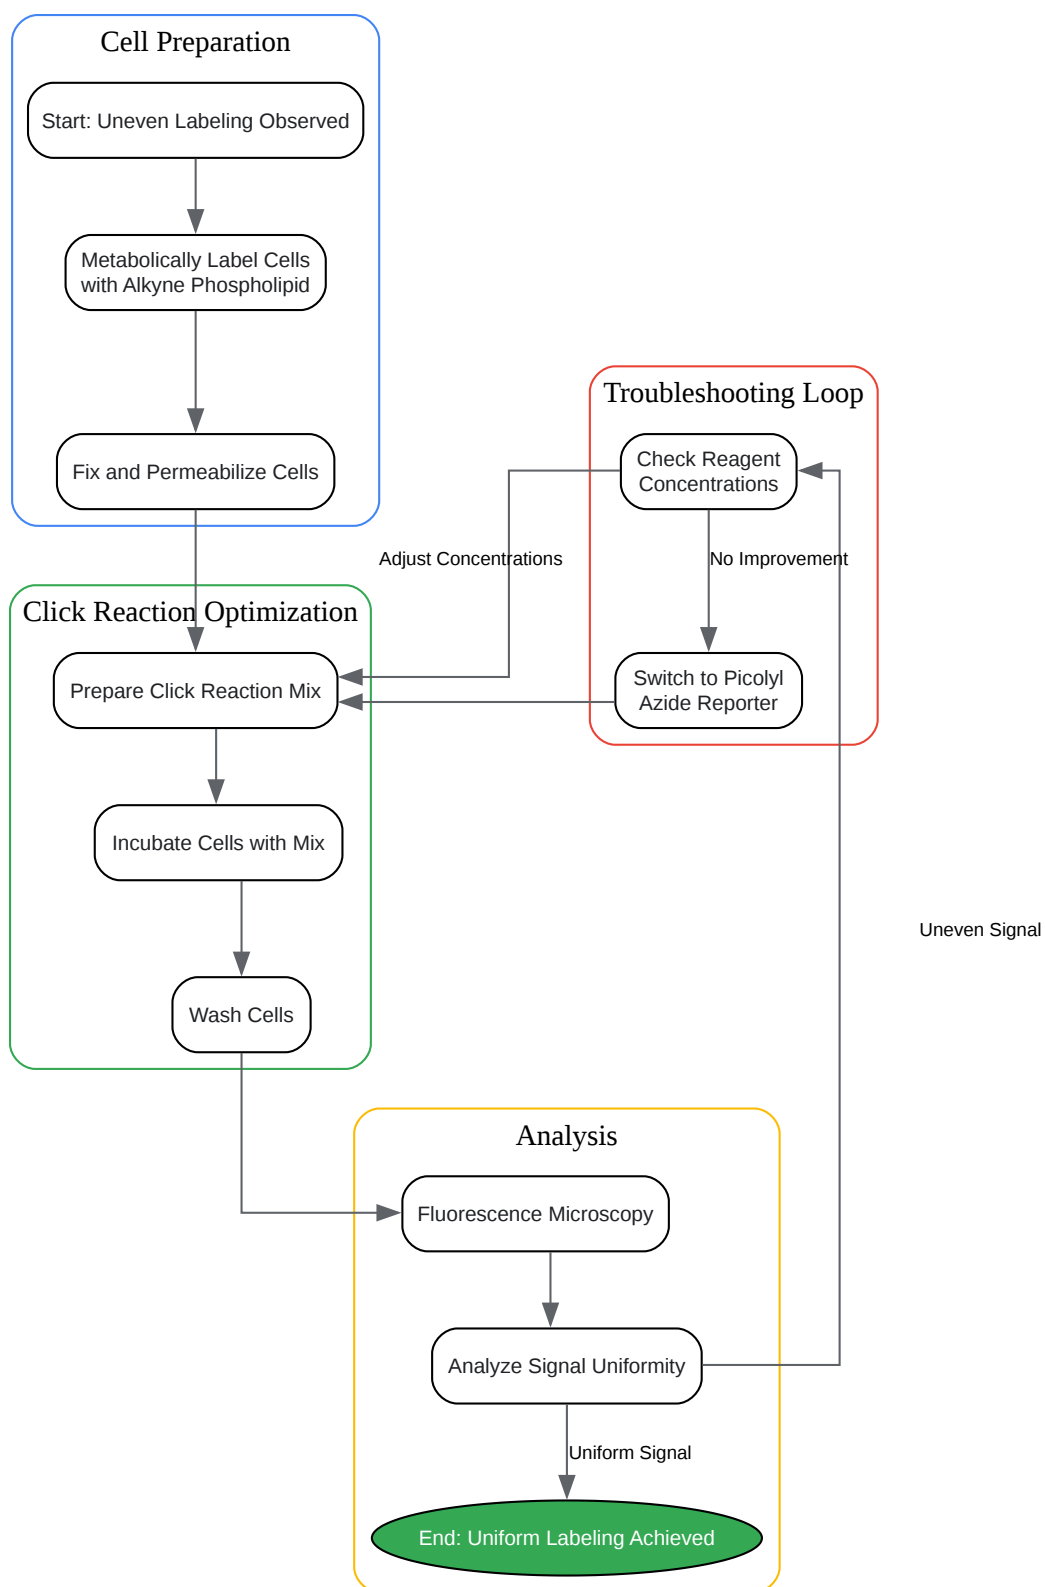 Cell Preparation
Start: Uneven Labeling Observed
Metabolically Label Cells
with Alkyne Phospholipid
Fix and Permeabilize Cells
Troubleshooting Loop
Check Reagent
Concentrations
Adjust Concentrations
No Improvement
Switch to Picolyl
Azide Reporter
Click Reaction Optimization
Prepare Click Reaction Mix
Incubate Cells with Mix
Wash Cells
Uneven Signal
Analysis
Fluorescence Microscopy
Analyze Signal Uniformity
Uniform Signal
End: Uniform Labeling Achieved